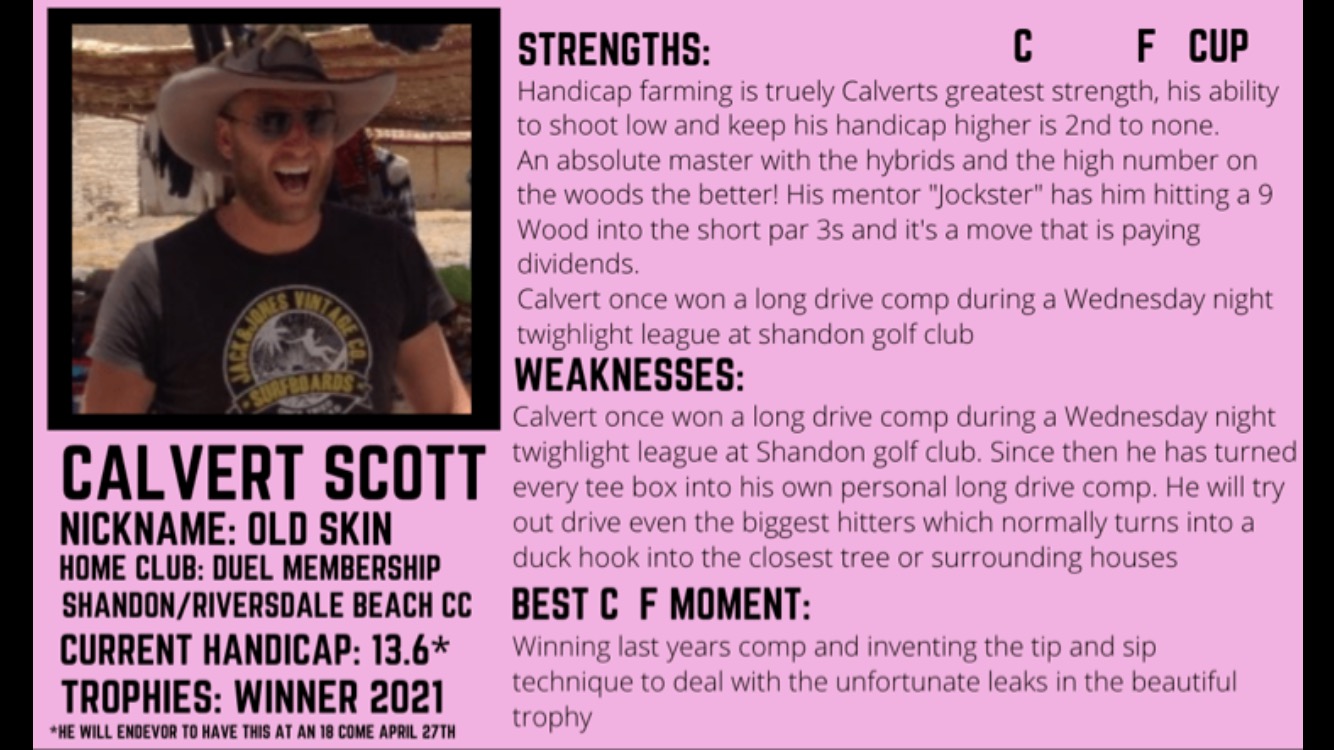 STRENGTHS:
C F CUP
Handicap farming is truely Calverts greatest strength, his ability
to shoot low and keep his handicap higher is 2nd to none.
An absolute master with the hybrids and the high number on
the woods the better! His mentor "Jockster" has him hitting a 9
Wood into the short par 3s and it's a move that is paying
dividends.
Calvert once won a long drive comp during a Wednesday night
twighlight league at shandon golf club
WEAKNESSES:
Calvert once won a long drive comp during a Wednesday night
twighlight league at Shandon golf club. Since then he has turned
every tee box into his own personal long drive comp. He will try
out drive even the biggest hitters which normally turns into a
duck hook into the closest tree or surrounding houses
BEST C F MOMENT:
Winning last years comp and inventing the tip and sip
technique to deal with the unfortunate leaks in the beautiful
trophy
JACK&JONES VINTAGE CO.
SURFBOARDS
CALVERT SCOTT
NICKNAME: OLD SKIN
HOME CLUB: DUEL MEMBERSHIP
SHANDON/RIVERSDALE BEACH CC
CURRENT HANDICAP: 13.6*
TROPHIES: WINNER 2021
*HE WILL ENDEVOR TO HAVE THIS AT AN 18 COME APRIL 27TH